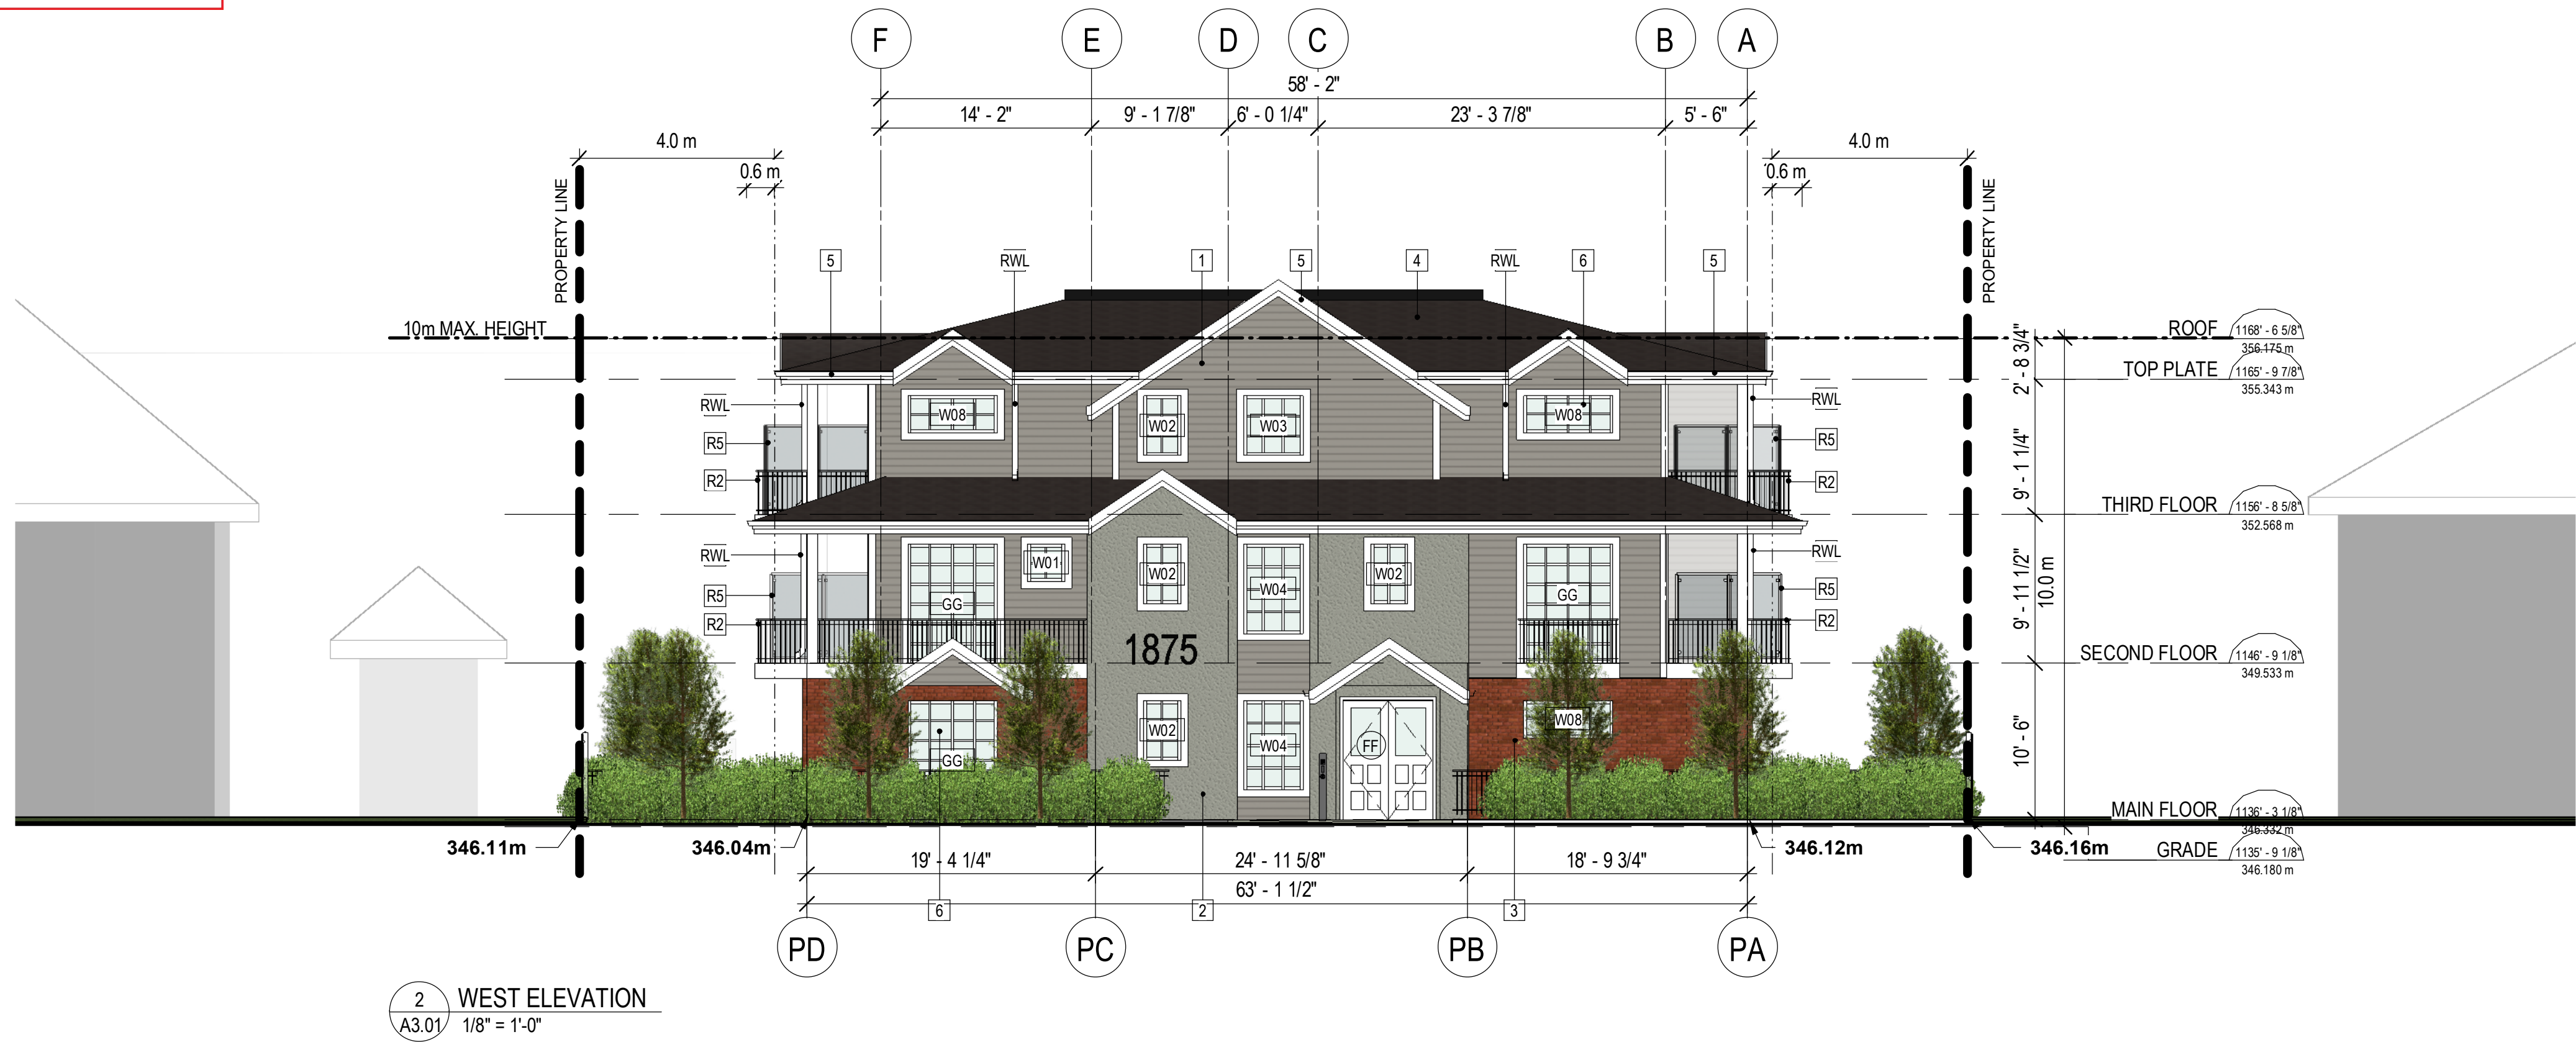 F E D C B A
58' - 2"
14' - 2" 9' - 1 7/8" 6' - 0 1/4" 23' - 3 7/8" 5' - 6"
4.0 m 4.0 m
0.6 m 0.6 m
PROPERTY LINE PROPERTY LINE
5 RWL 1 5 4 RWL 6 5
10m MAX. HEIGHT
ROOF 1168' - 6 5/8"
356.175 m
2' - 8 3/4"
TOP PLATE 1165' - 9 7/8"
355.343 m
5 5
RWL W08 W02 W03 W08 RWL
R5 R5
9' - 1 1/4"
R2 R2
THIRD FLOOR 1156' - 8 5/8"
352.568 m
RWL W01 W02 W04 W02 RWL
R5 GG GG R5
9' - 11 1/2"
10.0 m
R2 R2
1875
SECOND FLOOR 1146' - 9 1/8"
349.533 m
W02 W04 FF W08
GG
10' - 6"
MAIN FLOOR 1136' - 3 1/8"
346.332 m
346.11m 346.04m 346.12m 346.16m
GRADE 1135' - 9 1/8"
346.180 m
19' - 4 1/4" 24' - 11 5/8" 18' - 9 3/4"
63' - 1 1/2"
6 2 3
PD PC PB PA
2 WEST ELEVATION
A3.01 1/8" = 1'-0"